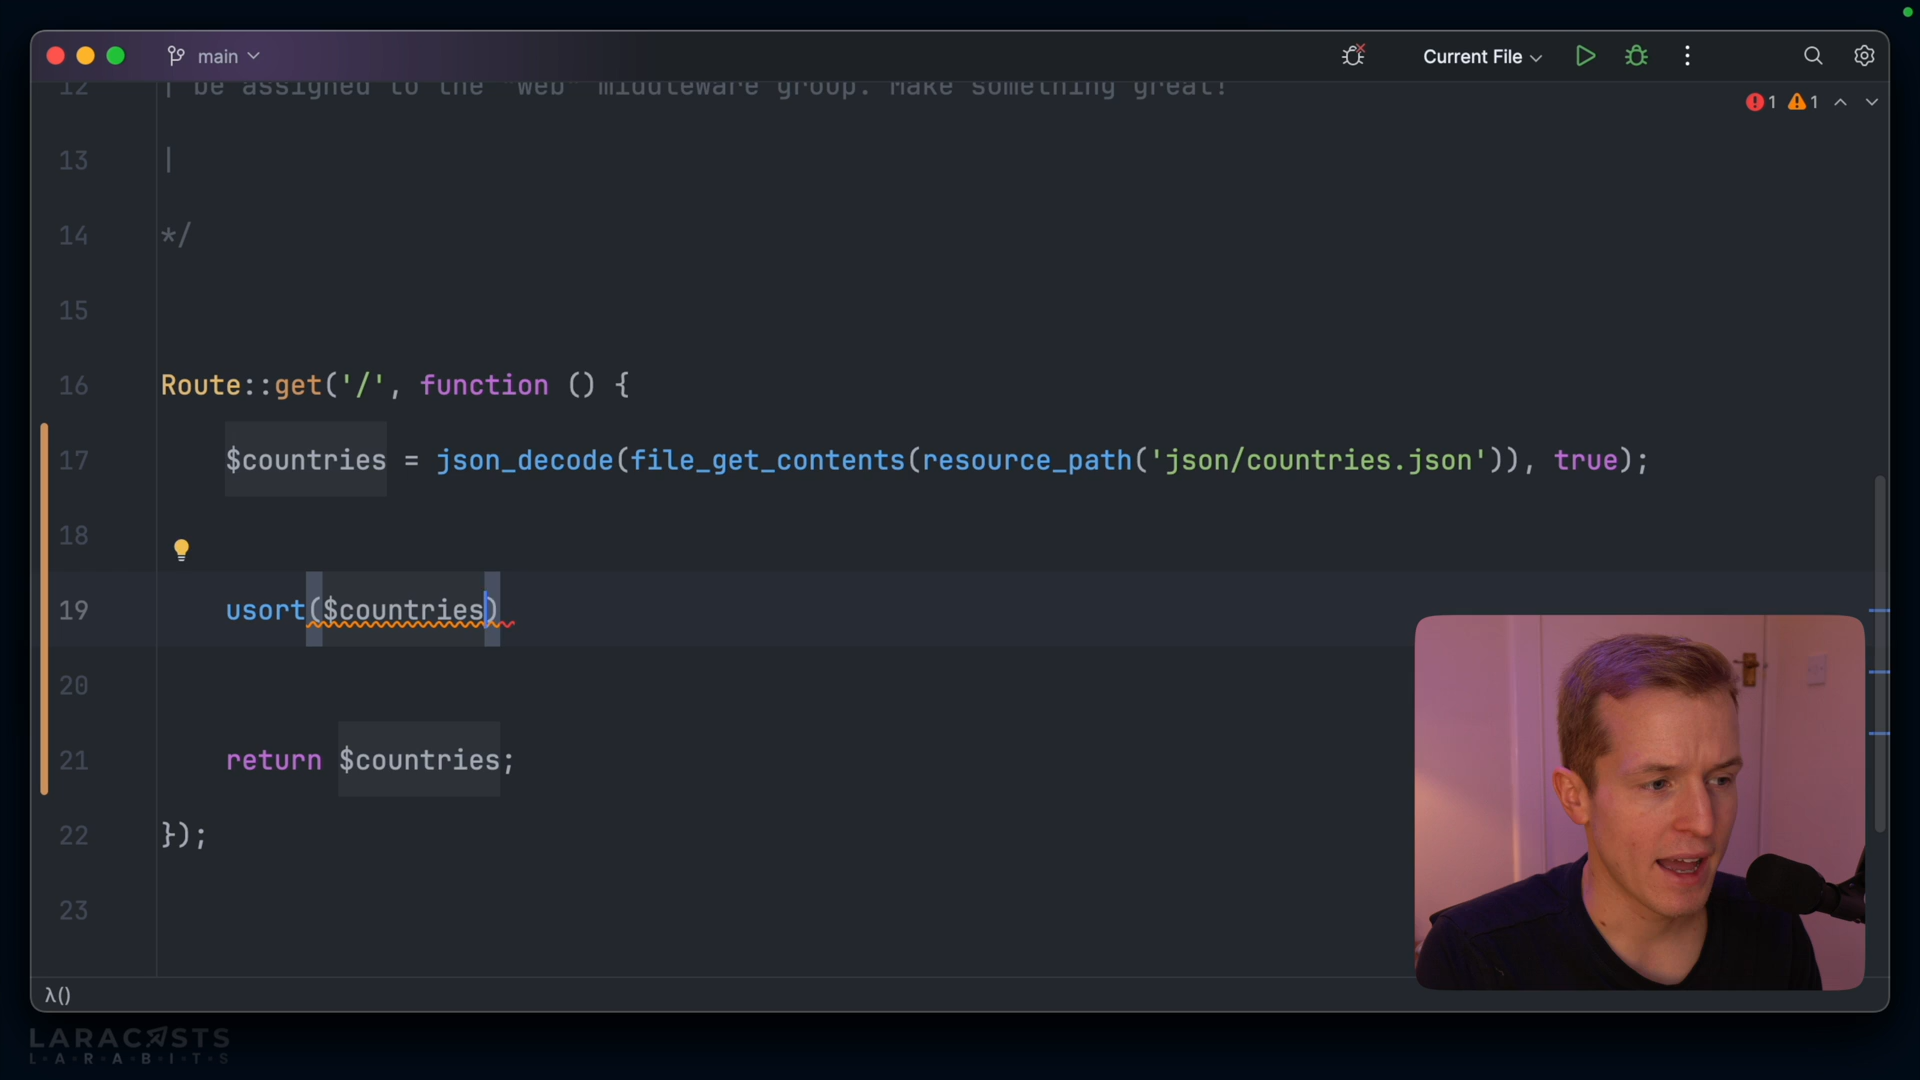 main
Current File
12 | be assigned to the "web" middleware group. Make something great!
1 1
13 |
14 */
15
16 Route::get('/', function () {
17 $countries = json_decode(file_get_contents(resource_path('json/countries.json')), true);
18
19 usort($countries)
20
21 return $countries;
22 });
23
λ()
LARACASTS
L·A·R·A·B·I·T·S